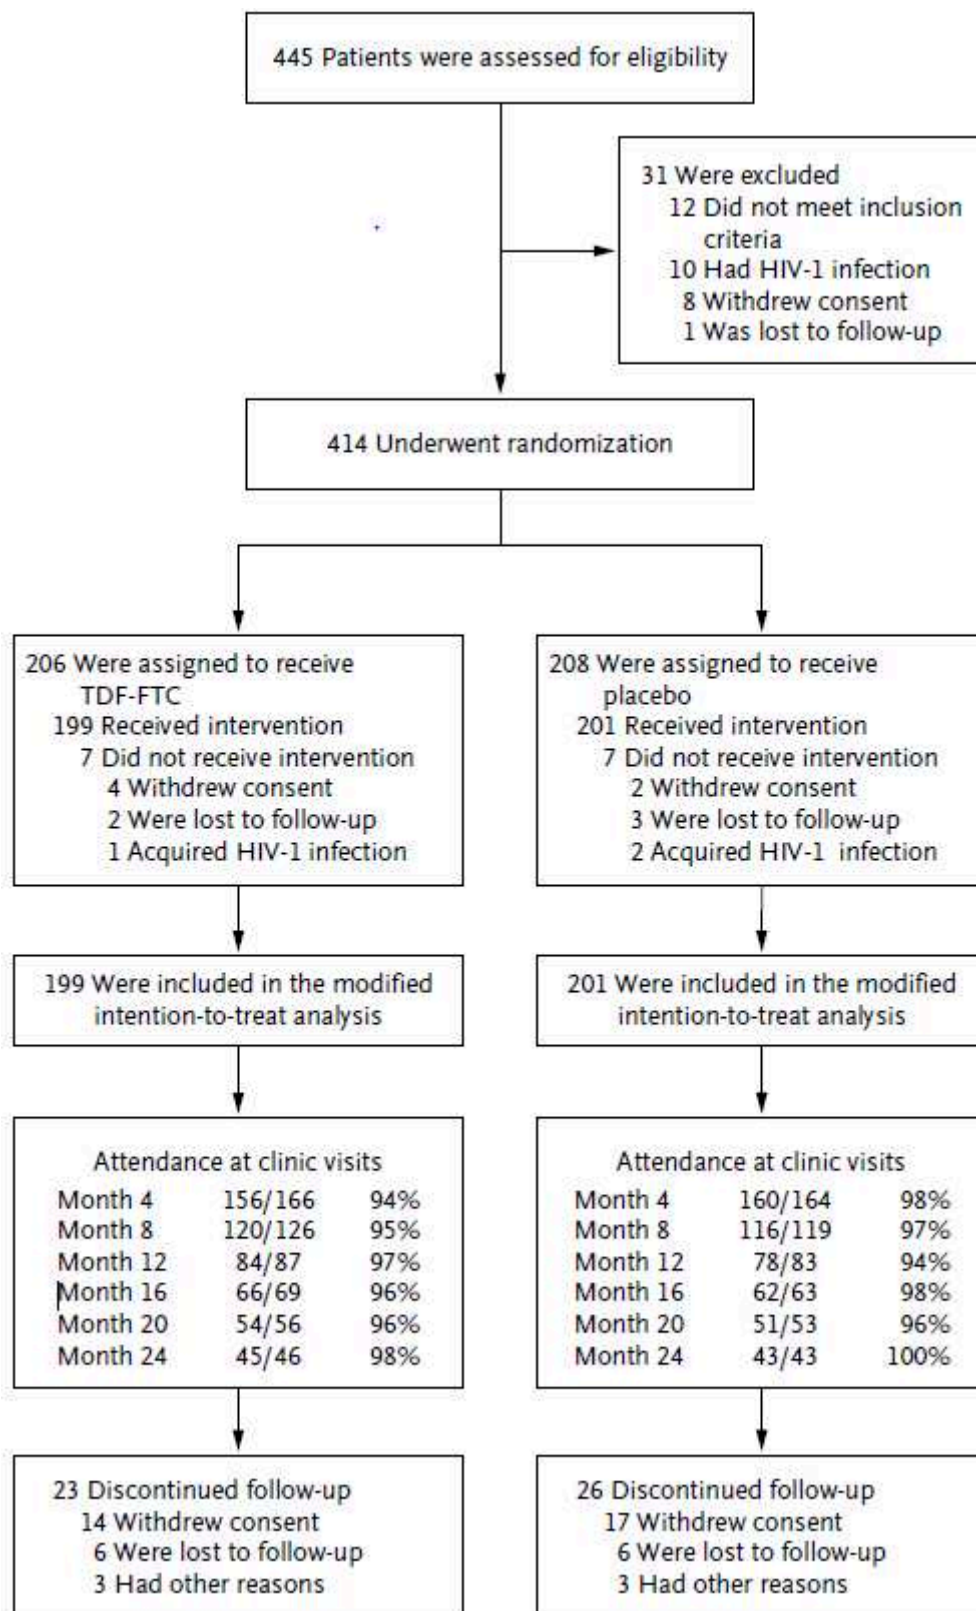 445 Patients were assessed for eligibility
31 Were excluded
12 Did not meet inclusion
criteria
10 Had HIV-1 infection
8 Withdrew consent
1 Was lost to follow-up
414 Underwent randomization
206 Were assigned to receive
TDF-FTC
199 Received intervention
7 Did not receive intervention
4 Withdrew consent
2 Were lost to follow-up
1 Acquired HIV-1 infection
208 Were assigned to receive
placebo
201 Received intervention
7 Did not receive intervention
2 Withdrew consent
3 Were lost to follow-up
2 Acquired HIV-1 infection
199 Were included in the modified
intention-to-treat analysis
201 Were included in the modified
intention-to-treat analysis
Attendance at clinic visits
Month 4 156/166 94%
Month 8 120/126 95%
Month 12 84/87 97%
Month 16 66/69 96%
Month 20 54/56 96%
Month 24 45/46 98%
Attendance at clinic visits
Month 4 160/164 98%
Month 8 116/119 97%
Month 12 78/83 94%
Month 16 62/63 98%
Month 20 51/53 96%
Month 24 43/43 100%
23 Discontinued follow-up
14 Withdrew consent
6 Were lost to follow-up
3 Had other reasons
26 Discontinued follow-up
17 Withdrew consent
6 Were lost to follow-up
3 Had other reasons